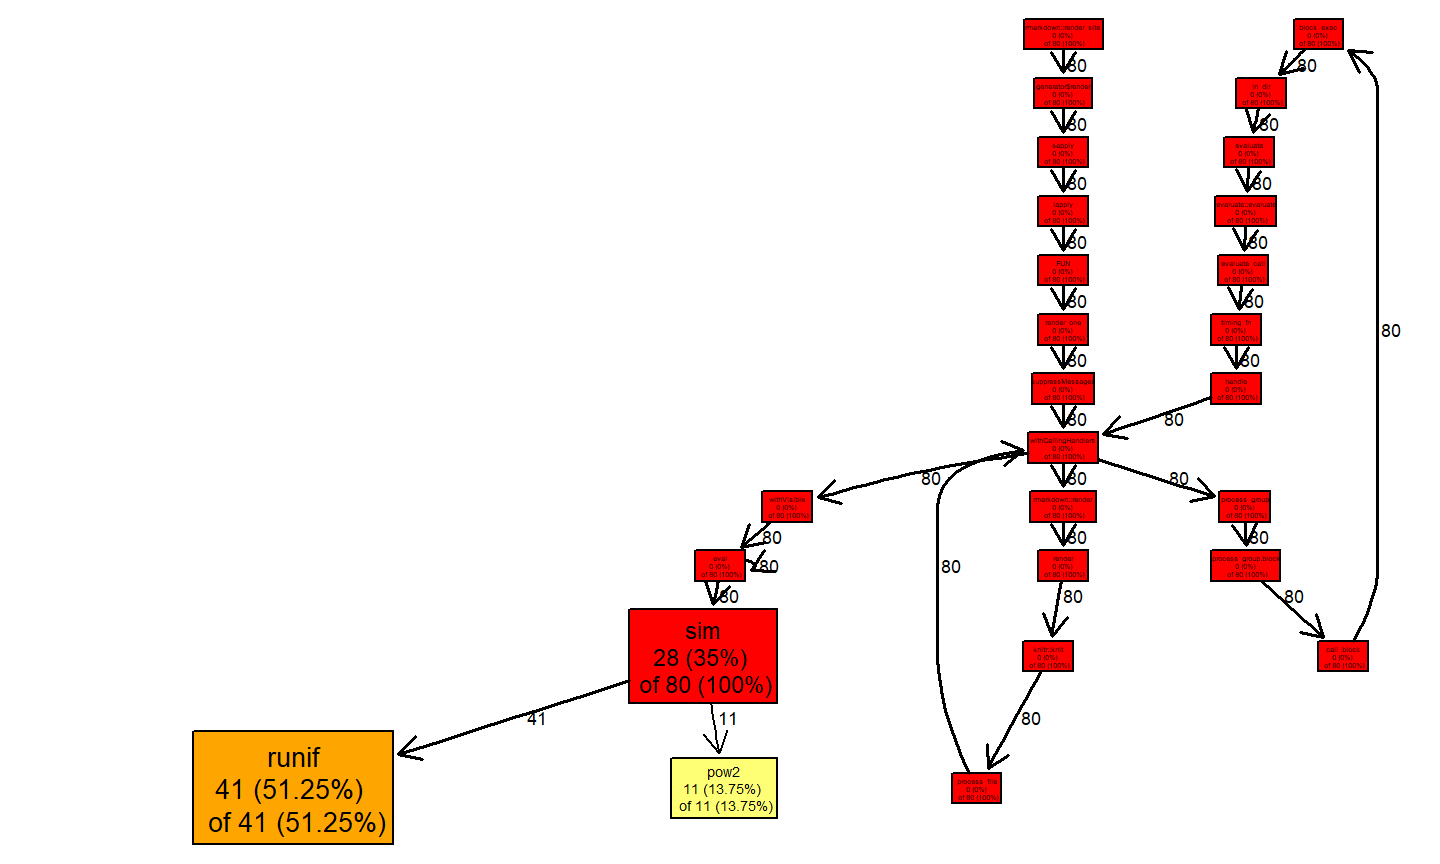 rmarkdown::render_site
0 (0%)
of 80 (100%)
80
generator$render
0 (0%)
of 80 (100%)
80
sapply
0 (0%)
of 80 (100%)
80
lapply
0 (0%)
of 80 (100%)
80
FUN
0 (0%)
of 80 (100%)
80
render_one
0 (0%)
of 80 (100%)
80
suppressMessages
0 (0%)
of 80 (100%)
80
withCallingHandlers
0 (0%)
of 80 (100%)
80
80
80
block_exec
0 (0%)
of 80 (100%)
80
in_dir
0 (0%)
of 80 (100%)
80
evaluate
0 (0%)
of 80 (100%)
80
evaluate::evaluate
0 (0%)
of 80 (100%)
80
evaluate_call
0 (0%)
of 80 (100%)
80
timing_fn
0 (0%)
of 80 (100%)
80
handle
0 (0%)
of 80 (100%)
80
80
withVisible
0 (0%)
of 80 (100%)
80
eval
0 (0%)
of 80 (100%)
80
80
sim
28 (35%)
of 80 (100%)
41
11
runif
41 (51.25%)
of 41 (51.25%)
pow2
11 (13.75%)
of 11 (13.75%)
rmarkdown::render
0 (0%)
of 80 (100%)
80
render
0 (0%)
of 80 (100%)
80
knitr::knit
0 (0%)
of 80 (100%)
80
process_file
0 (0%)
of 80 (100%)
80
process_group
0 (0%)
of 80 (100%)
80
process_group.block
0 (0%)
of 80 (100%)
80
call_block
0 (0%)
of 80 (100%)